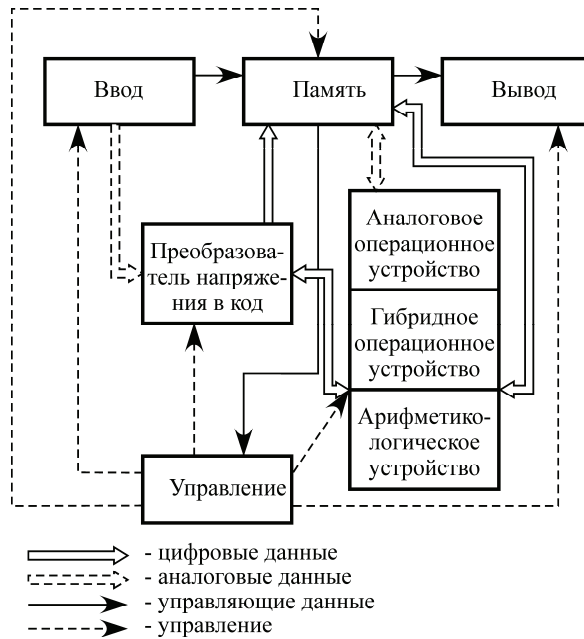 Ввод
Память
Вывод
Преобразова-
тель напряже-
ния в код
Аналоговое
операционное
устройство
Гибридное
операционное
устройство
Арифметико-
логическое
устройство
Управление
- цифровые данные
- аналоговые данные
- управляющие данные
- управление